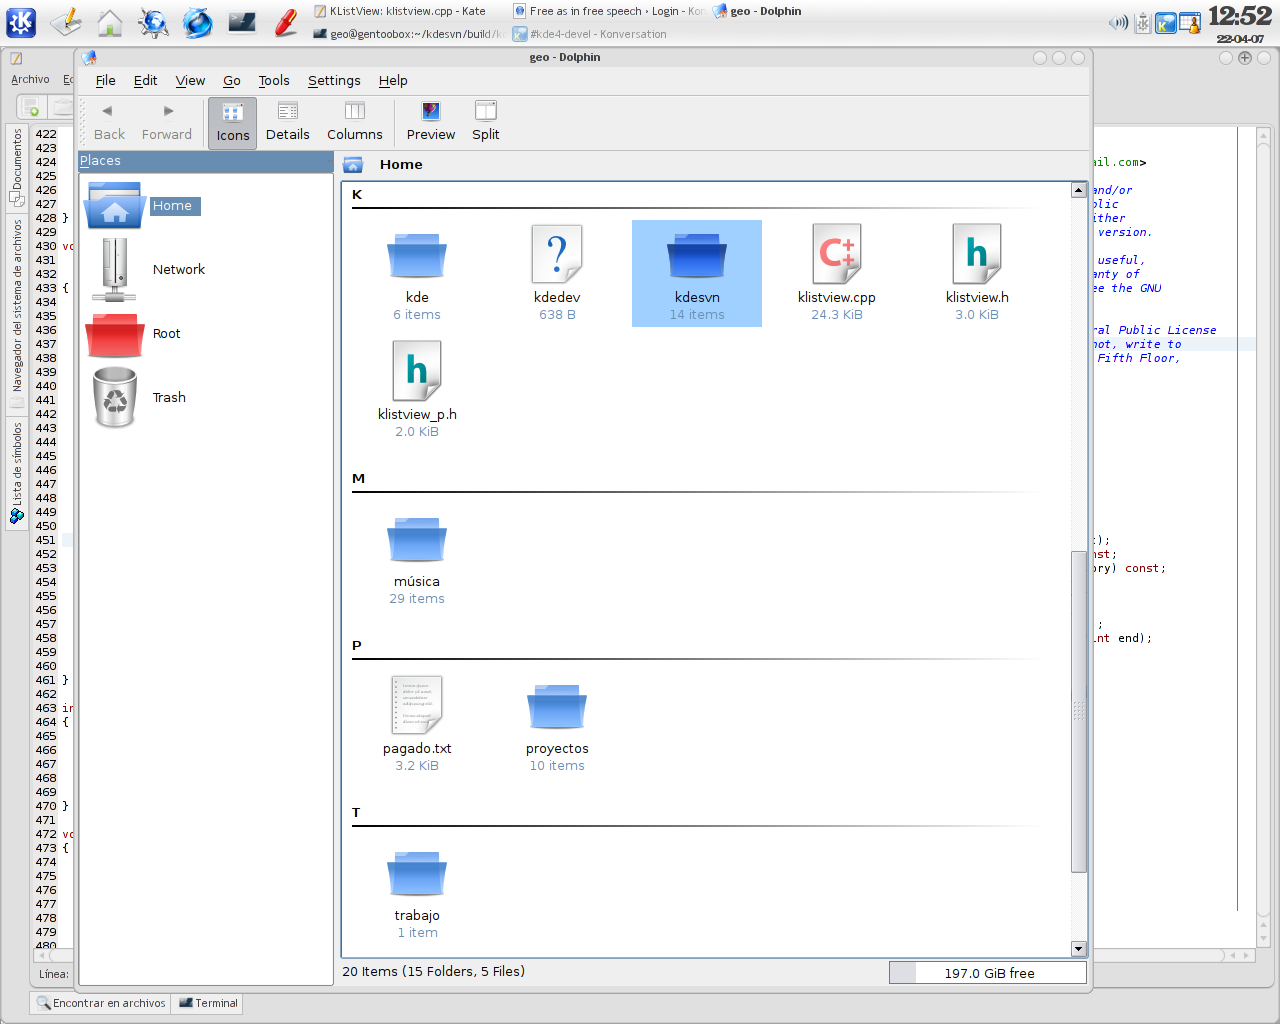 KListView: klistview.cpp - Kate
Free as in free speech › Login - Ko
geo - Dolphin
geo@gentoobox:~/kdesvn/build/k
#kde4-devel - Konversation
12:52
22-04-07
geo - Dolphin
Archivo
File Edit View Go Tools Settings Help
Back Forward Icons Details Columns Preview Split
Places
Home
Network
Root
Trash
Home
K
kde
6 items
kdedev
638 B
kdesvn
14 items
klistview.cpp
24.3 KiB
klistview.h
3.0 KiB
klistview_p.h
2.0 KiB
M
música
29 items
P
pagado.txt
3.2 KiB
proyectos
10 items
T
trabajo
1 item
20 Items (15 Folders, 5 Files)
197.0 GiB free
Documentos
Navegador del sistema de archivos
Lista de símbolos
422
423
424
425
426
427
428 }
429
430 vo
431
432
433 {
434
435
436
437
438
439
440
441
442
443
444
445
446
447
448
449
450
451
452
453
454
455
456
457
458
459
460
461 }
462
463 in
464 {
465
466
467
468
469
470 }
471
472 vo
473 {
474
475
476
477
478
479
480
ail.com>
and/or
blic
ither
version.
useful,
anty of
ee the GNU
ral Public License
not, write to
Fifth Floor,
);
nst;
ory) const;
;
int end);
Línea:
Encontrar en archivos
Terminal